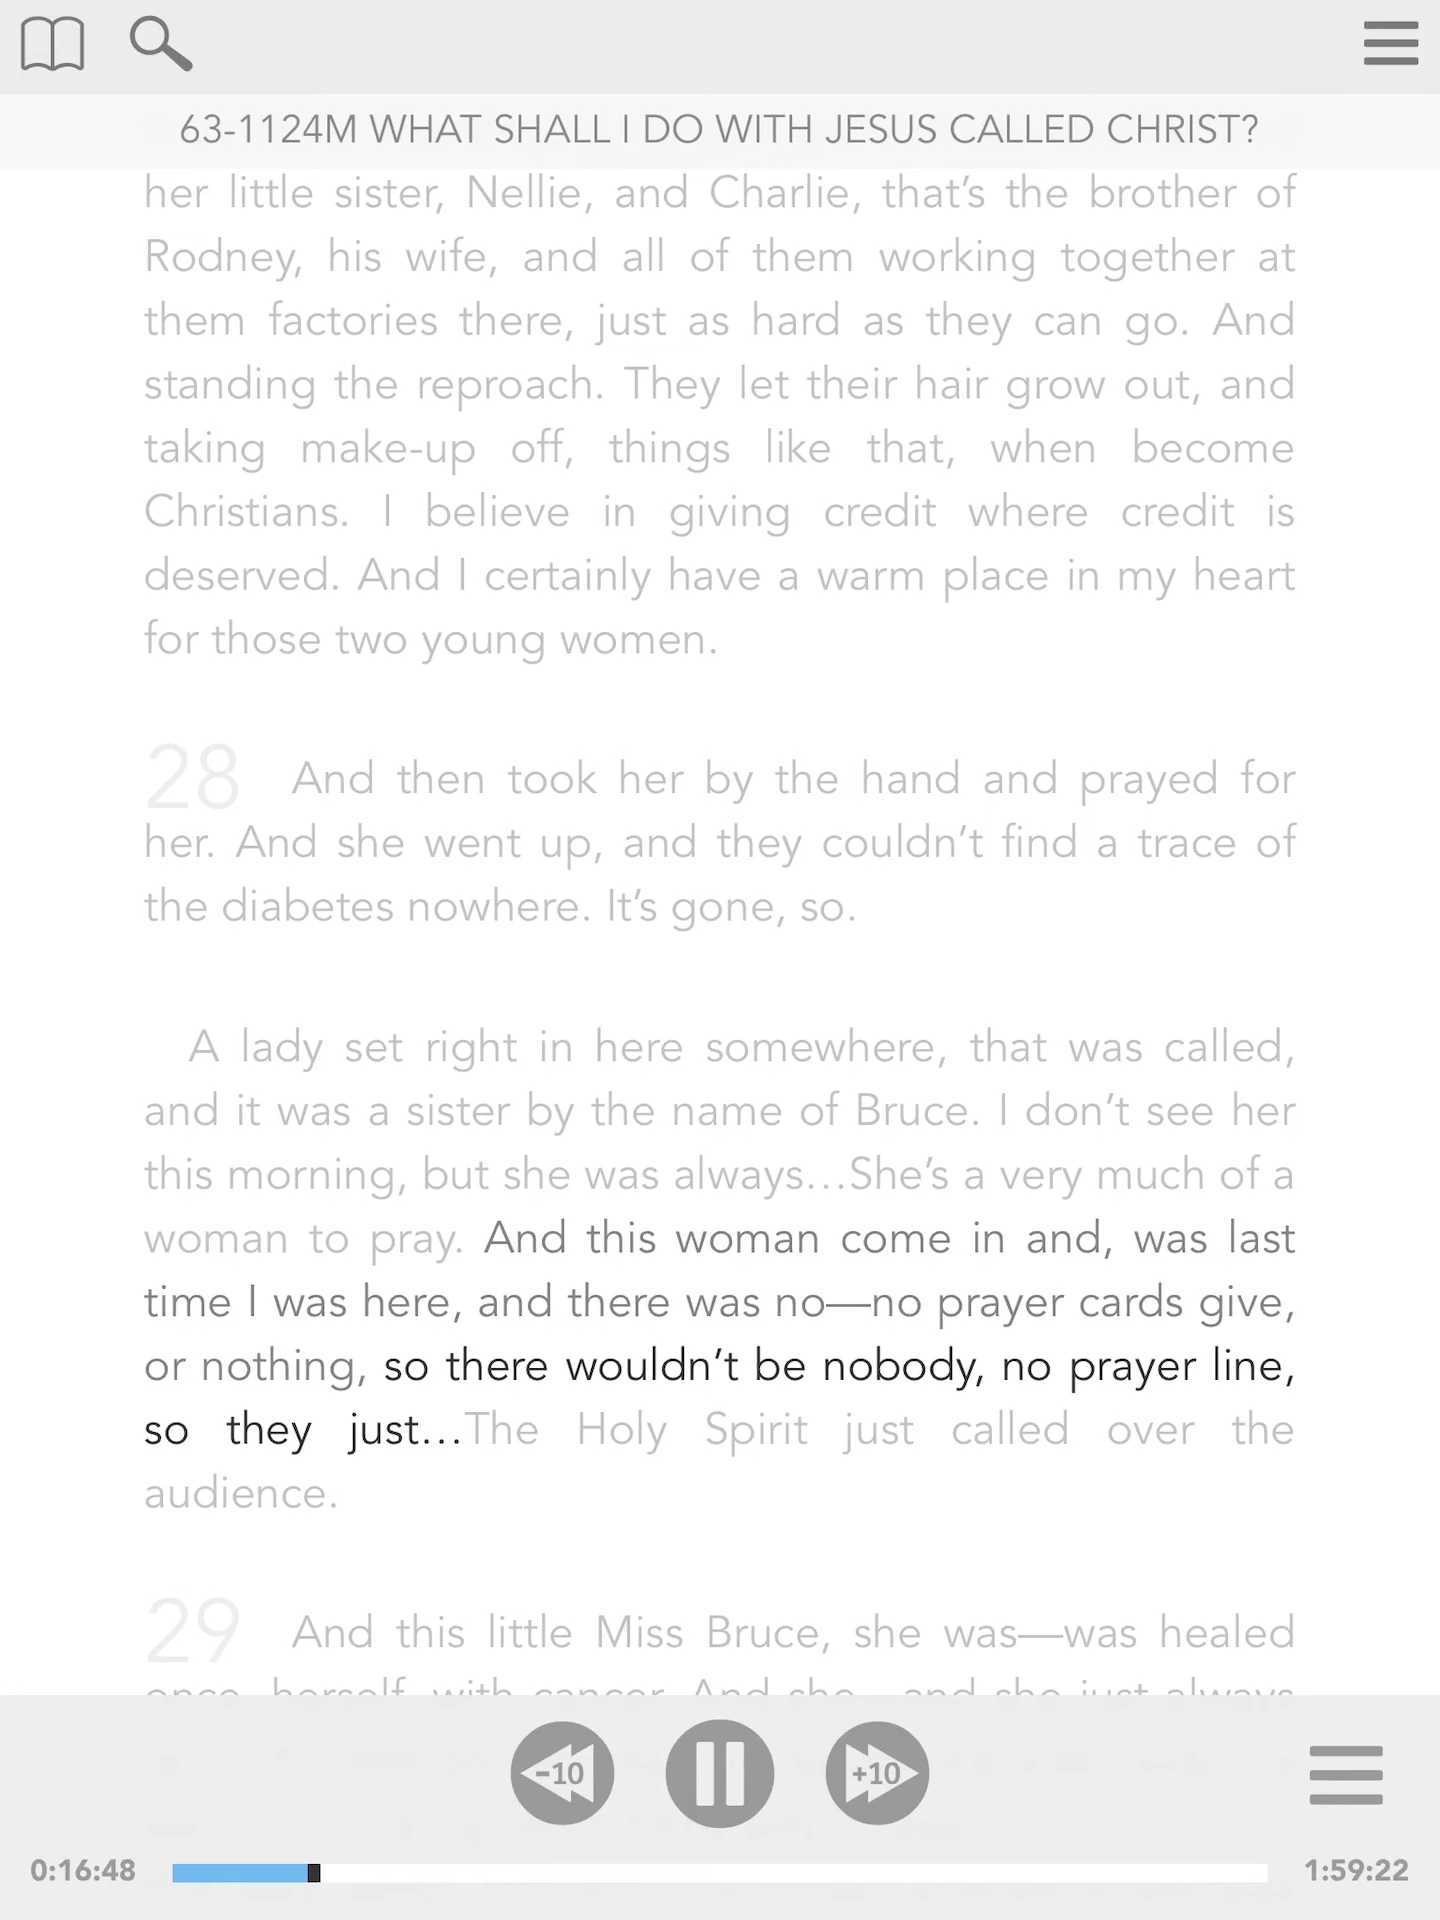 63-1124M WHAT SHALL I DO WITH JESUS CALLED CHRIST?
her little sister, Nellie, and Charlie, that’s the brother of
Rodney, his wife, and all of them working together at
them factories there, just as hard as they can go. And
standing the reproach. They let their hair grow out, and
taking make-up off, things like that, when become
Christians. I believe in giving credit where credit is
deserved. And I certainly have a warm place in my heart
for those two young women.
28 And then took her by the hand and prayed for
her. And she went up, and they couldn’t find a trace of
the diabetes nowhere. It’s gone, so.
A lady set right in here somewhere, that was called,
and it was a sister by the name of Bruce. I don’t see her
this morning, but she was always…She’s a very much of a
woman to pray. And this woman come in and, was last
time I was here, and there was no—no prayer cards give,
or nothing, so there wouldn’t be nobody, no prayer line,
so they just…The Holy Spirit just called over the
audience.
29 And this little Miss Bruce, she was—was healed
once, herself, with cancer. And she—and she just always
-10 +10
0:16:48 1:59:22